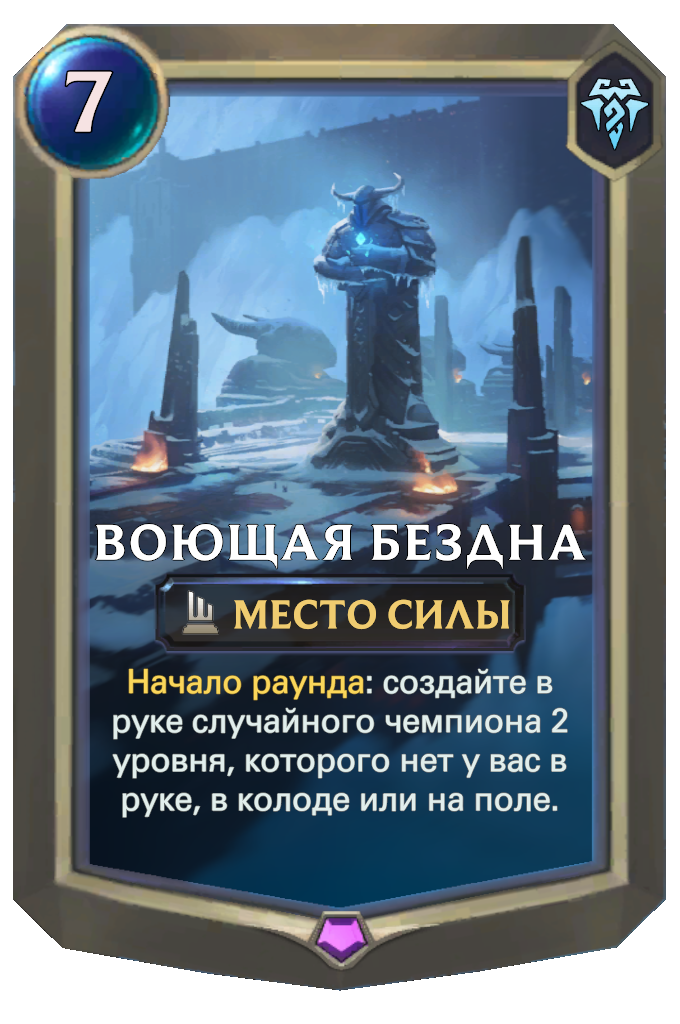 7
ВОЮЩАЯ БЕЗДНА
МЕСТО СИЛЫ
Начало раунда: создайте в
руке случайного чемпиона 2
уровня, которого нет у вас в
руке, в колоде или на поле.